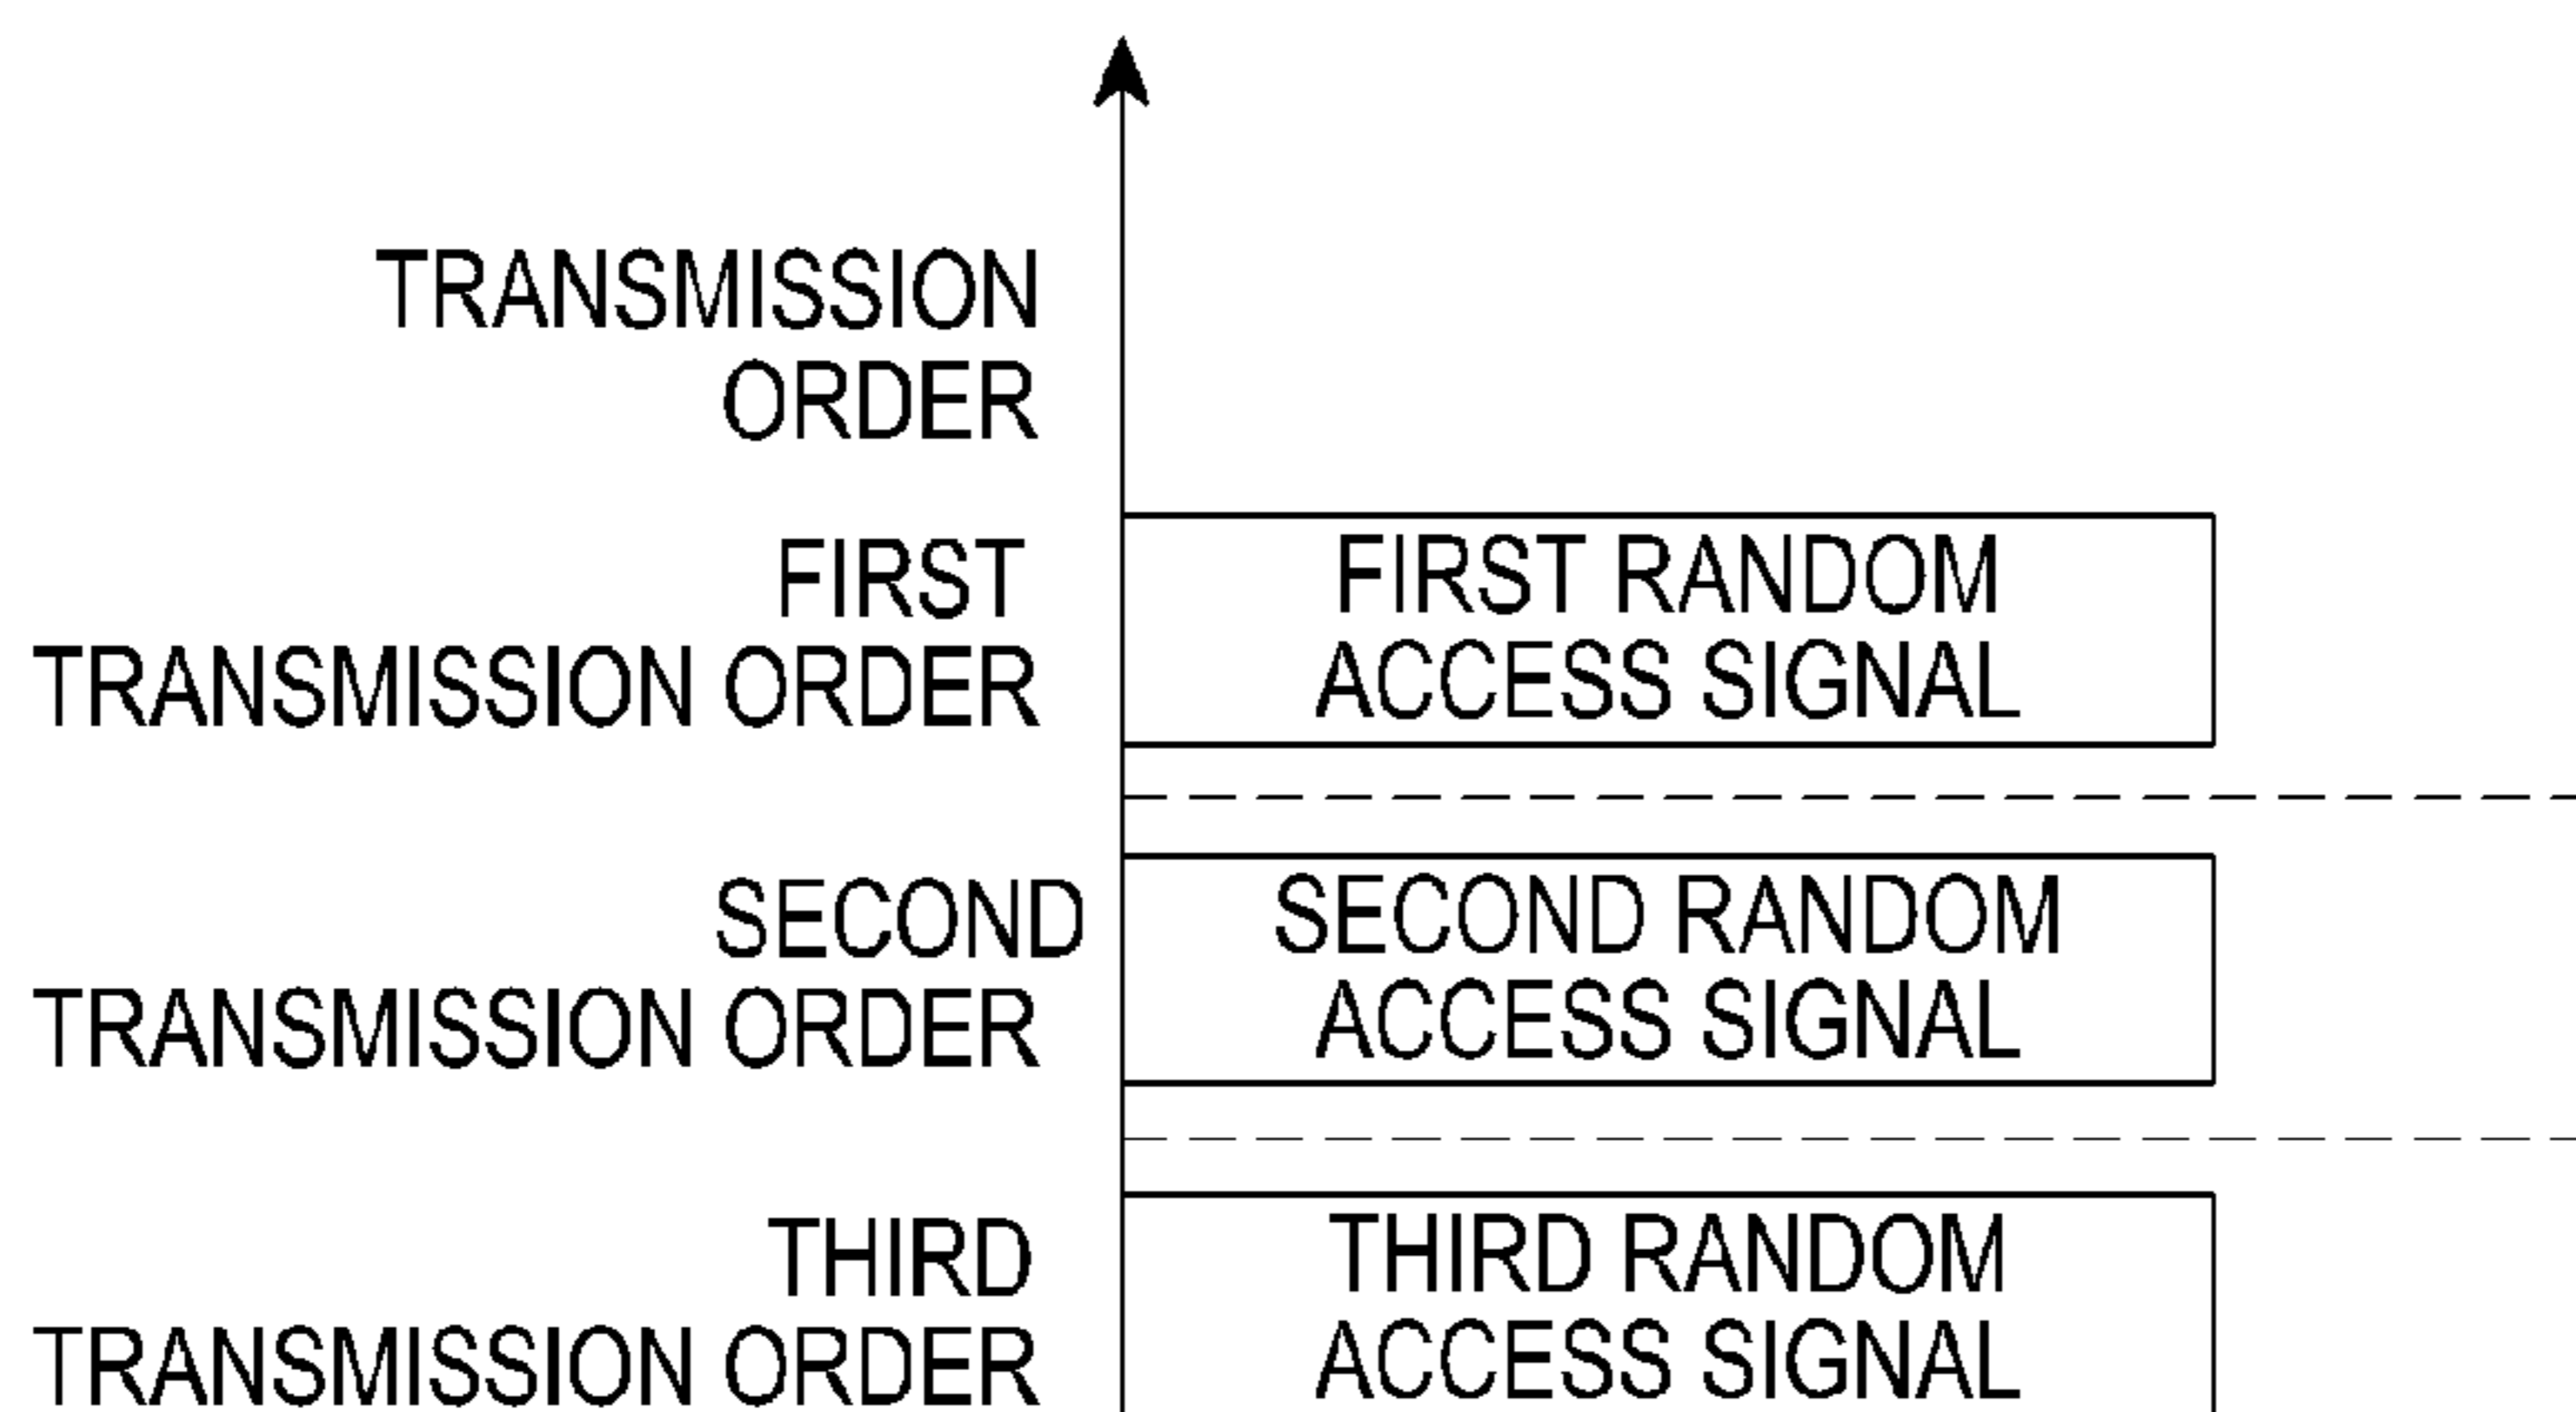 TRANSMISSION
ORDER
FIRST
TRANSMISSION ORDER
FIRST RANDOM
ACCESS SIGNAL
SECOND
TRANSMISSION ORDER
SECOND RANDOM
ACCESS SIGNAL
THIRD
TRANSMISSION ORDER
THIRD RANDOM
ACCESS SIGNAL